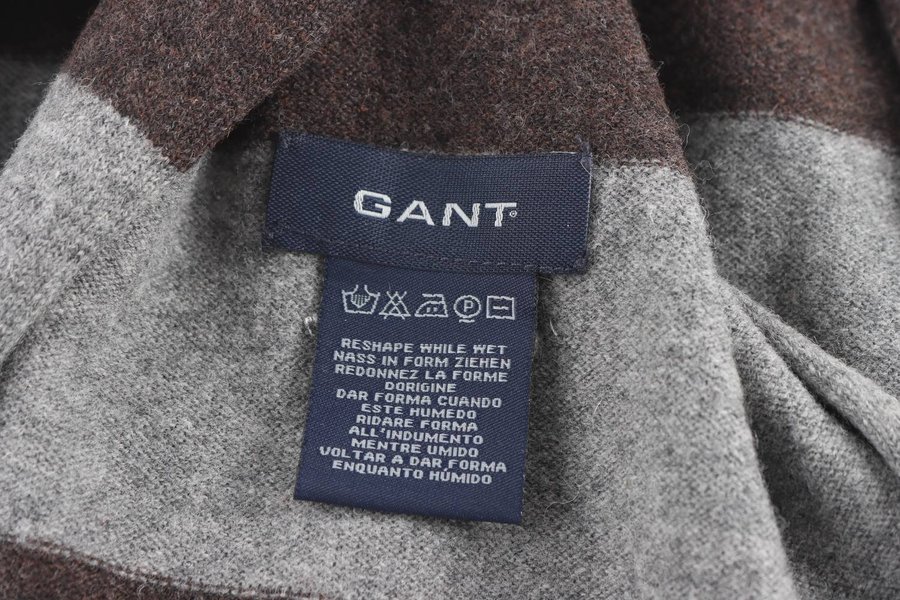 GANT®
P
RESHAPE WHILE WET
NASS IN FORM ZIEHEN
REDONNEZ LA FORME
DORIGINE
DAR FORMA CUANDO
ESTE HUMEDO
RIDARE FORMA
ALL'INDUMENTO
MENTRE UMIDO
VOLTAR A DAR FORMA
ENQUANTO HÚMIDO